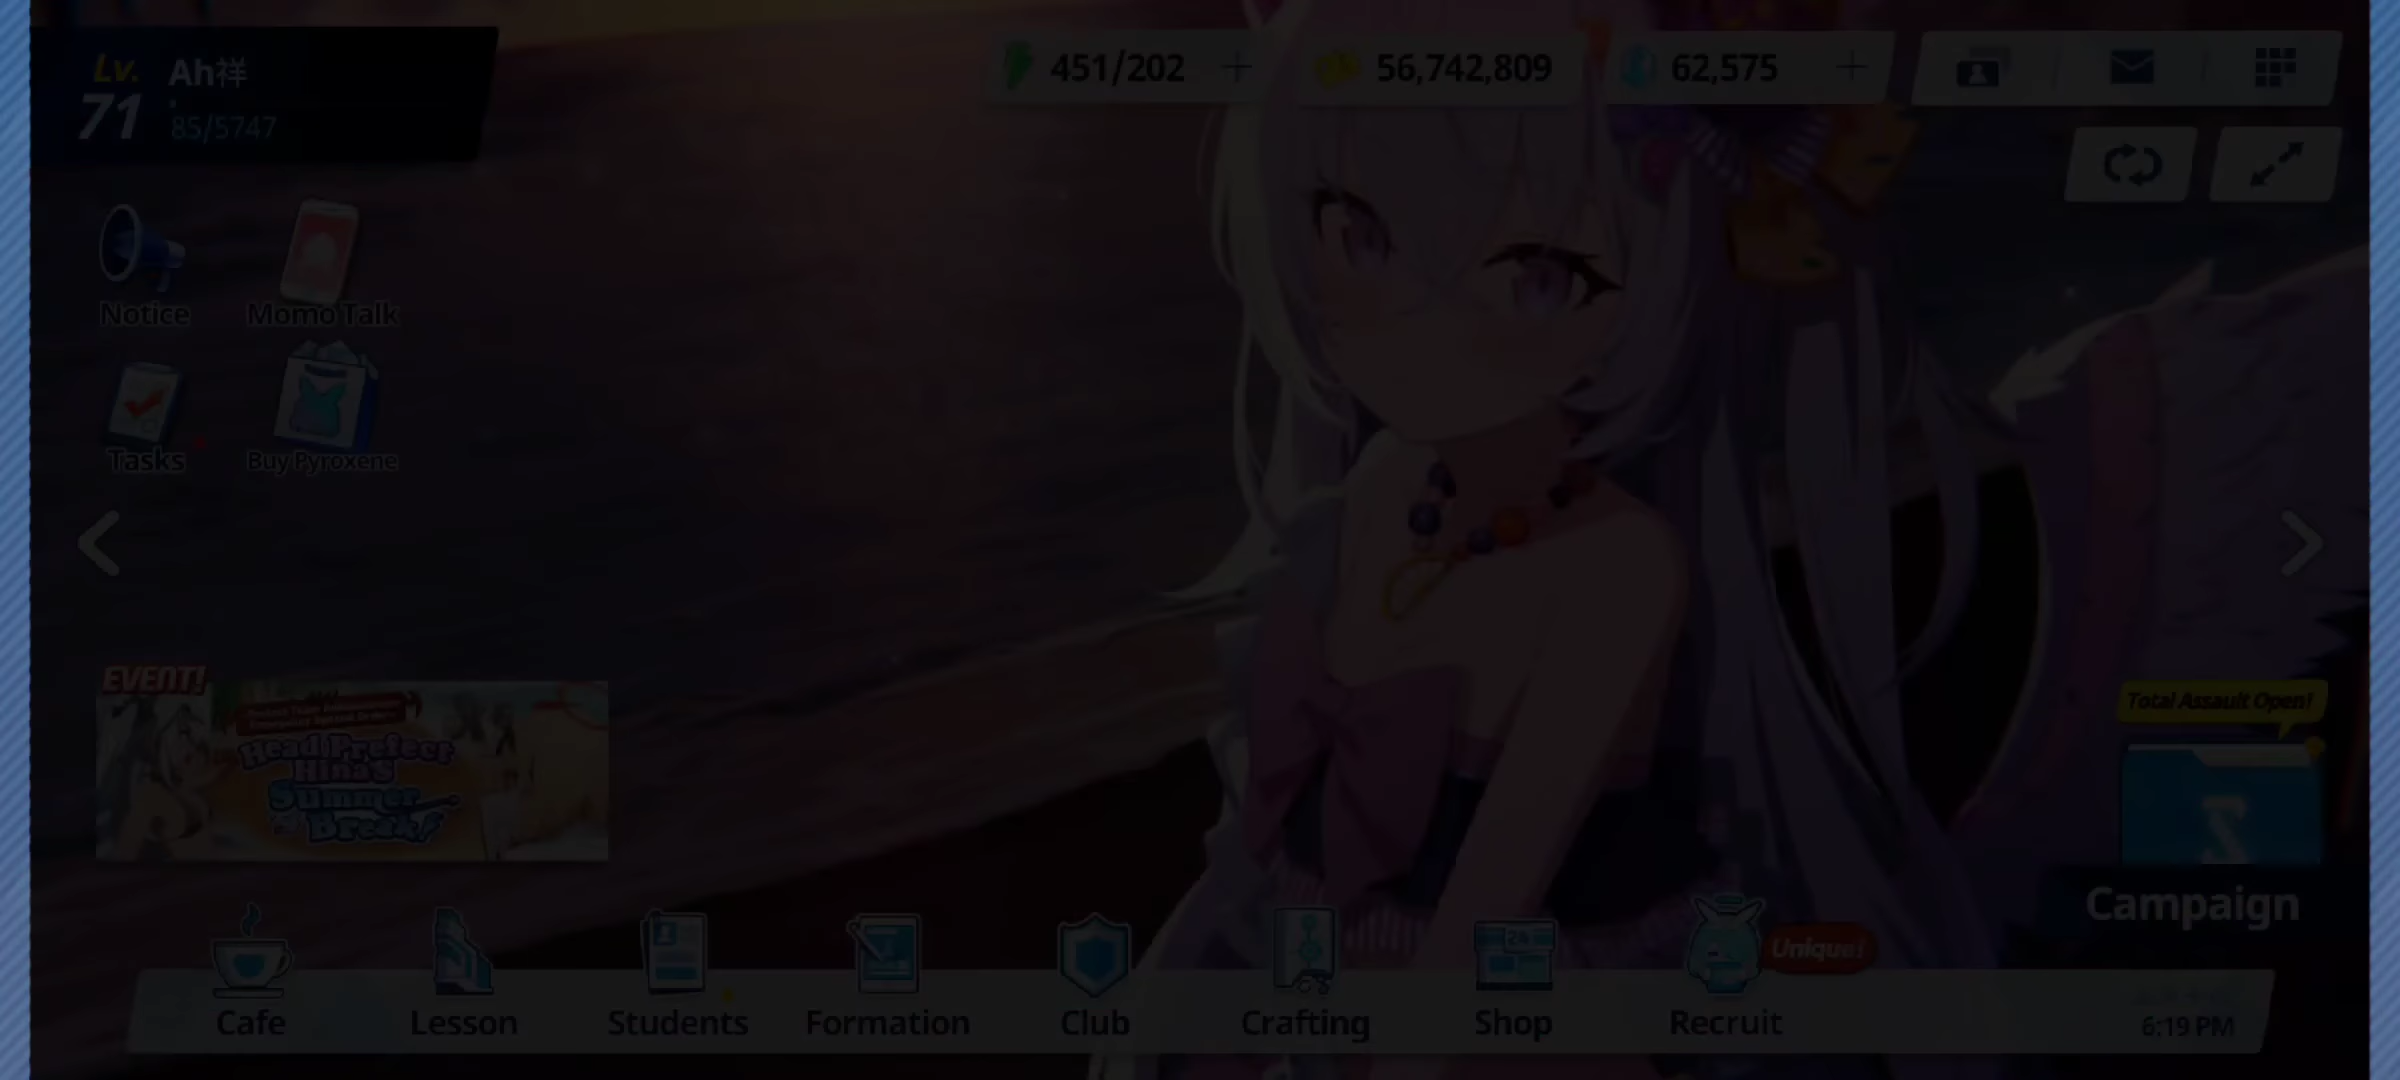 Lv. Ah祥
71 85/5747
451/202
56,742,809
62,575
Notice
Momo Talk
Tasks
Buy Pyroxene
EVENT!
Head Prefect
Hina's
Summer
Break!
Total Assault Open!
Campaign
Unique!
Cafe
Lesson
Students
Formation
Club
Crafting
Shop
24
Recruit
6:19 PM